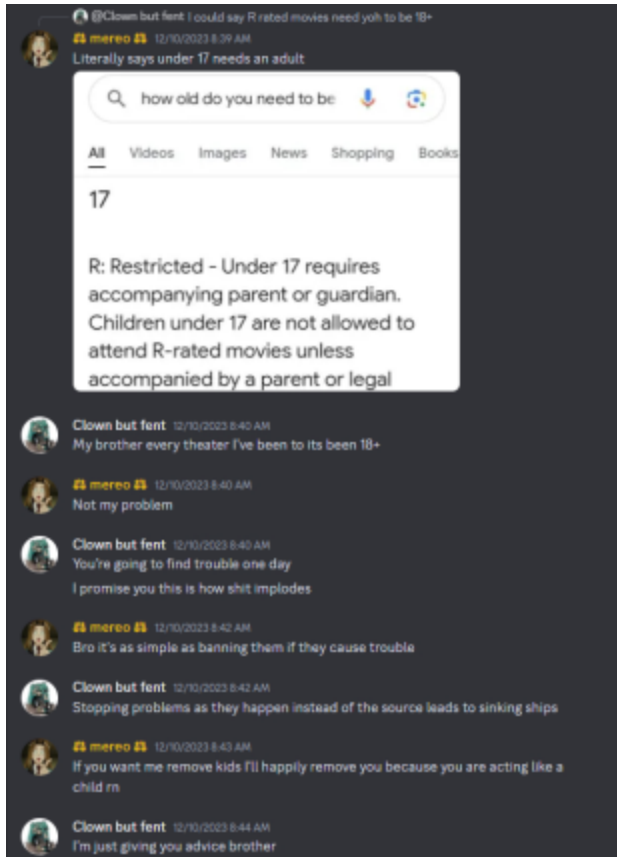 @Clown but fent I could say R rated movies need yoh to be 18+
mereo 12/10/2023 8:39 AM
Literally says under 17 needs an adult
how old do you need to be
All Videos Images News Shopping Books
17
R: Restricted - Under 17 requires
accompanying parent or guardian.
Children under 17 are not allowed to
attend R-rated movies unless
accompanied by a parent or legal
Clown but fent 12/10/2023 8:40 AM
My brother every theater I've been to its been 18+
mereo 12/10/2023 8:40 AM
Not my problem
Clown but fent 12/10/2023 8:40 AM
You're going to find trouble one day
I promise you this is how shit implodes
mereo 12/10/2023 8:42 AM
Bro it's as simple as banning them if they cause trouble
Clown but fent 12/10/2023 8:42 AM
Stopping problems as they happen instead of the source leads to sinking ships
mereo 12/10/2023 8:43 AM
If you want me remove kids I'll happily remove you because you are acting like a
child rn
Clown but fent 12/10/2023 8:44 AM
I'm just giving you advice brother